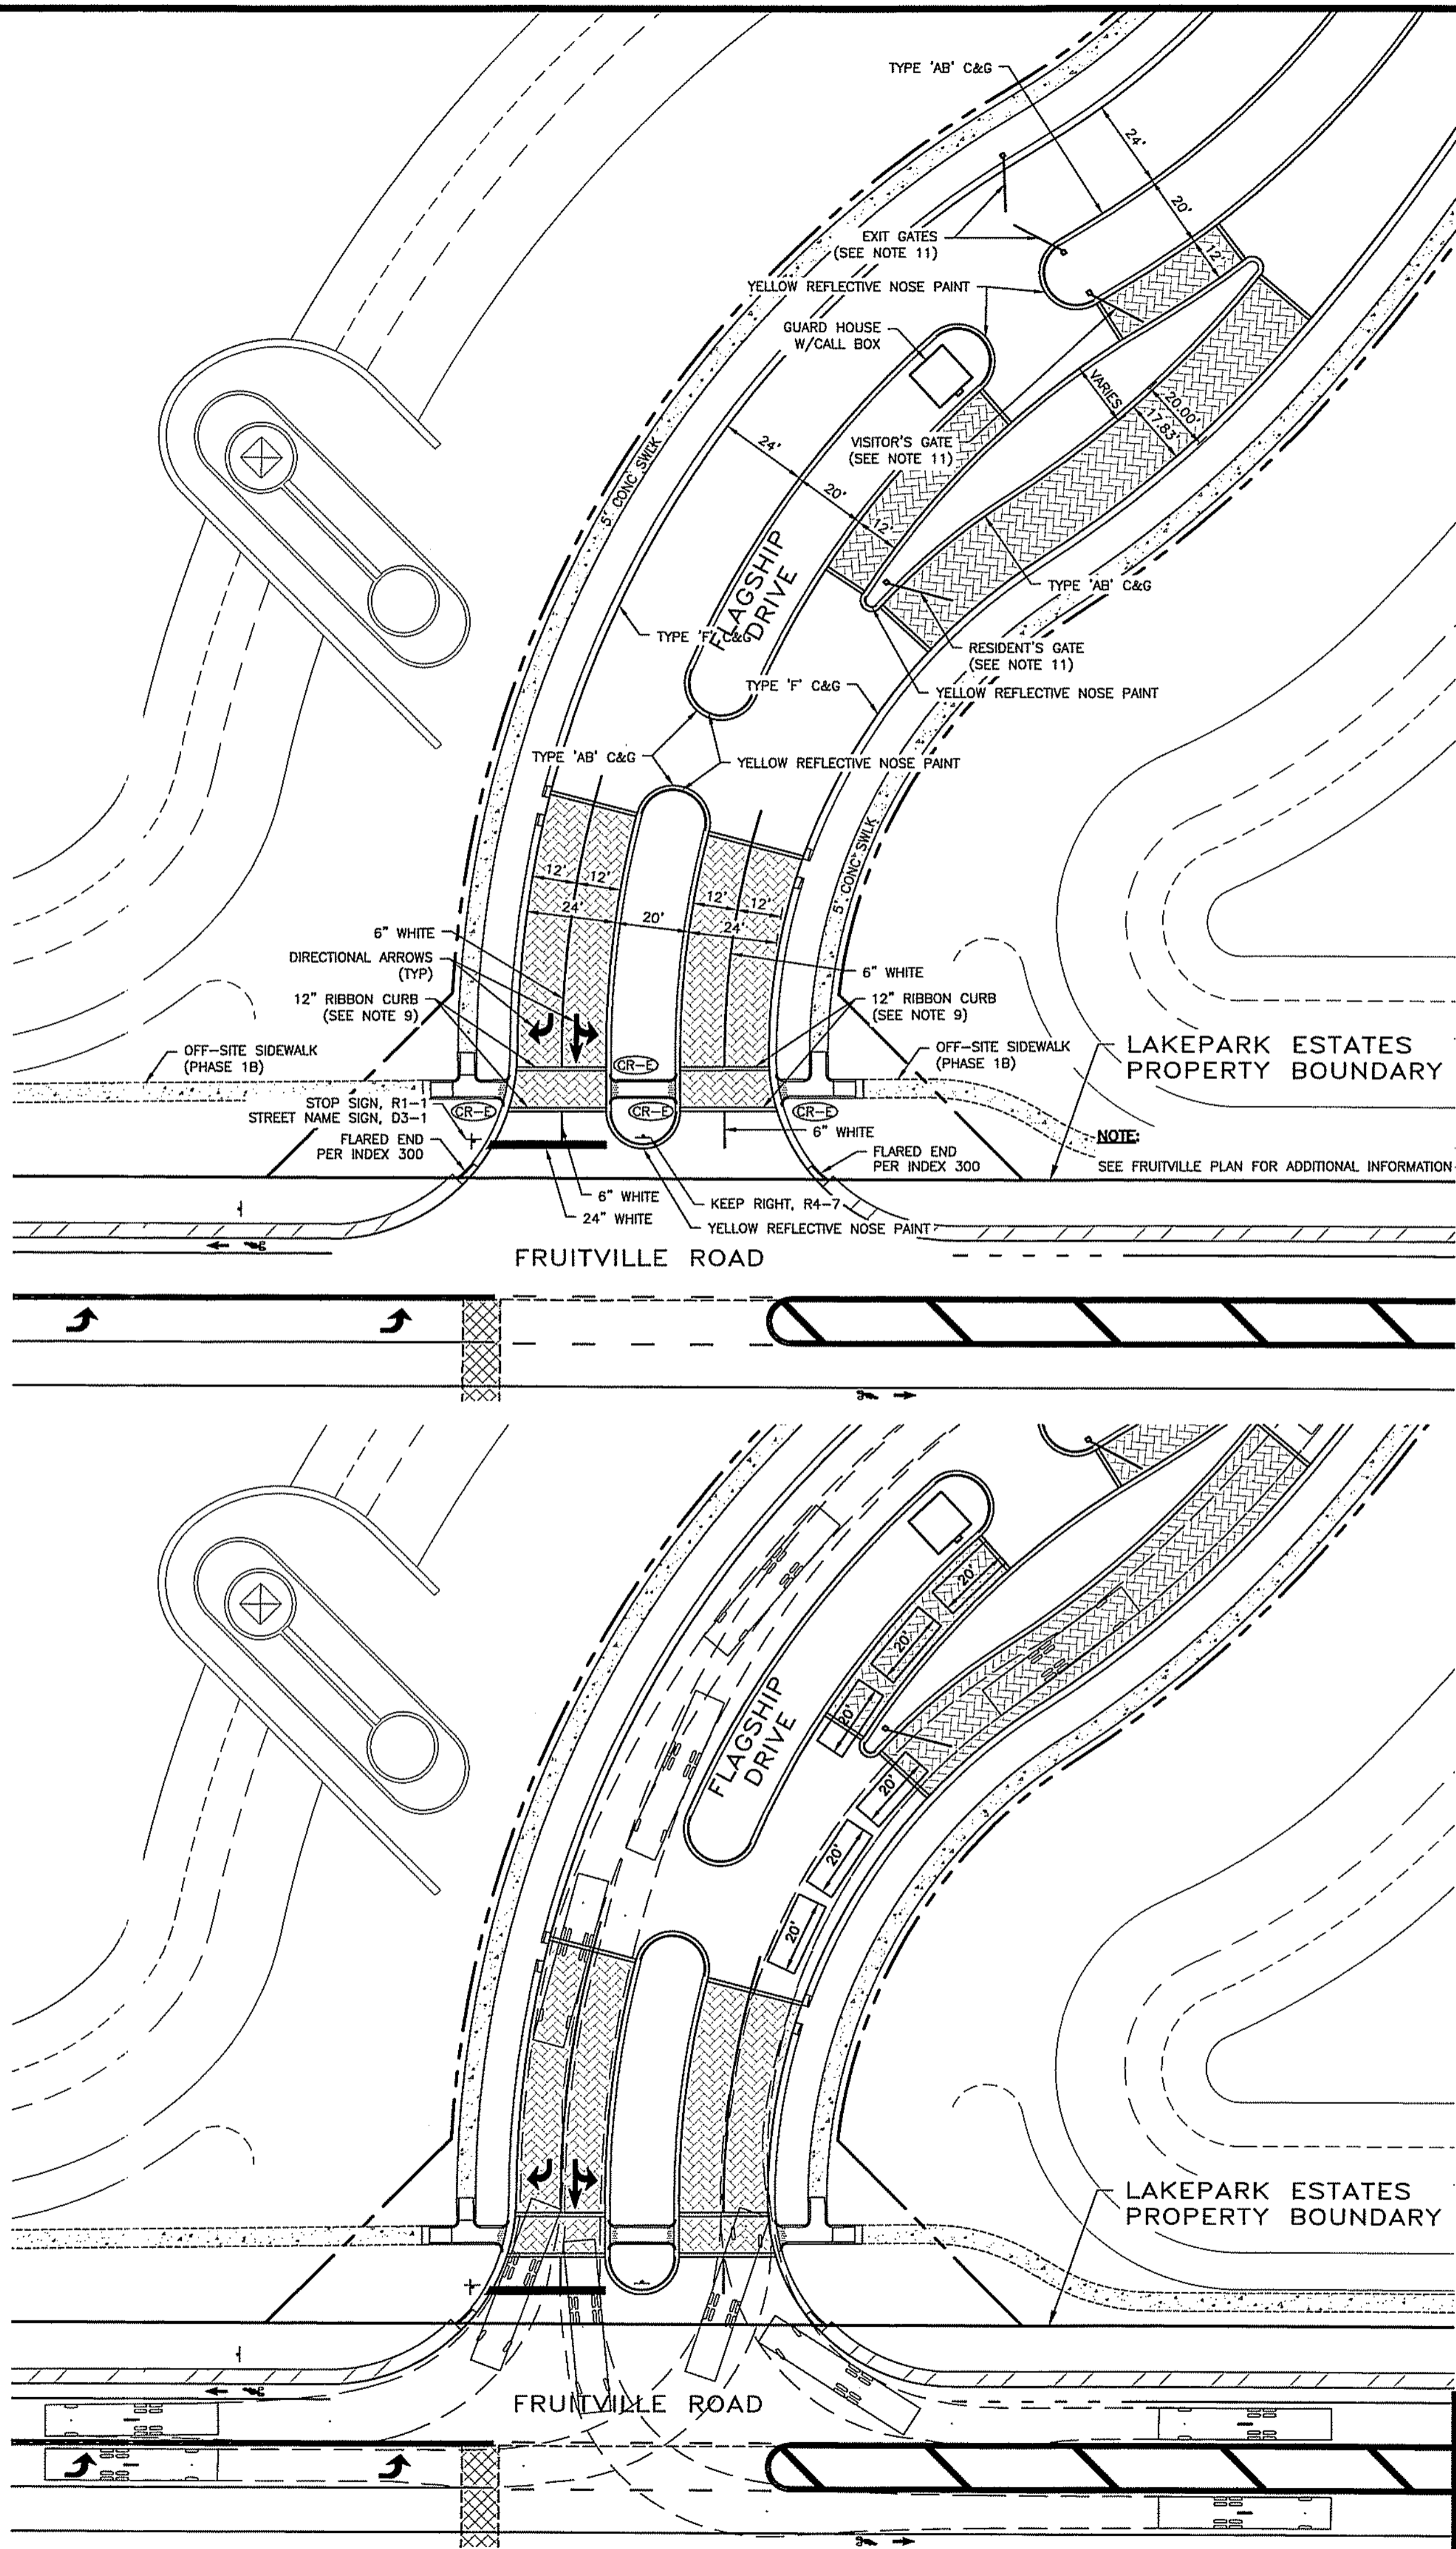 TYPE 'AB' C&G
24'
20'
12'
EXIT GATES
(SEE NOTE 11)
YELLOW REFLECTIVE NOSE PAINT
GUARD HOUSE
W/CALL BOX
VARIES
20.00'
17.83'
VISITOR'S GATE
(SEE NOTE 11)
24'
20'
12'
5' CONC SWLK
FLAGSHIP
DRIVE
TYPE 'AB' C&G
TYPE 'F' C&G
RESIDENT'S GATE
(SEE NOTE 11)
TYPE 'F' C&G
YELLOW REFLECTIVE NOSE PAINT
TYPE 'AB' C&G
YELLOW REFLECTIVE NOSE PAINT
5' CONC SWLK
12'
12'
24'
20'
12'
12'
24'
6" WHITE
DIRECTIONAL ARROWS
(TYP)
6" WHITE
12" RIBBON CURB
(SEE NOTE 9)
12" RIBBON CURB
(SEE NOTE 9)
OFF-SITE SIDEWALK
(PHASE 1B)
OFF-SITE SIDEWALK
(PHASE 1B)
LAKEPARK ESTATES
PROPERTY BOUNDARY
CR-E
CR-E
CR-E
CR-E
STOP SIGN, R1-1
STREET NAME SIGN, D3-1
6" WHITE
NOTE:
FLARED END
PER INDEX 300
FLARED END
PER INDEX 300
SEE FRUITVILLE PLAN FOR ADDITIONAL INFORMATION
6" WHITE
24" WHITE
KEEP RIGHT, R4-7
YELLOW REFLECTIVE NOSE PAINT
FRUITVILLE ROAD
20'
20'
20'
FLAGSHIP
DRIVE
20'
20'
20'
LAKEPARK ESTATES
PROPERTY BOUNDARY
FRUITVILLE ROAD